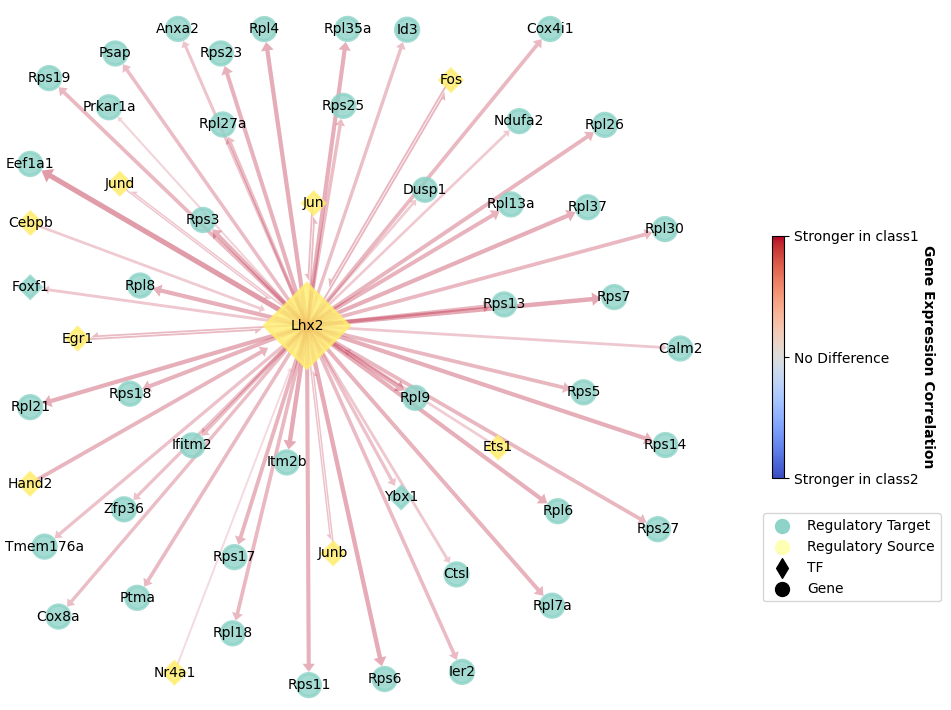 Anxa2
Rpl4
Rpl35a
Id3
Cox4i1
Psap
Rps23
Rps19
Fos
Prkar1a
Rps25
Rpl27a
Ndufa2
Rpl26
Eef1a1
Jund
Dusp1
Jun
Rpl13a
Rpl37
Cebpb
Rps3
Rpl30
Foxf1
Rpl8
Rps13
Rps7
Lhx2
Egr1
Calm2
Rpl21
Rps18
Rpl9
Rps5
Ifitm2
Ets1
Rps14
Itm2b
Hand2
Ybx1
Zfp36
Rpl6
Rps27
Tmem176a
Rps17
Junb
Ctsl
Ptma
Rpl7a
Cox8a
Rpl18
Nr4a1
Rps11
Rps6
Ier2
Stronger in class1
No Difference
Stronger in class2
Gene Expression Correlation
Regulatory Target
Regulatory Source
TF
Gene